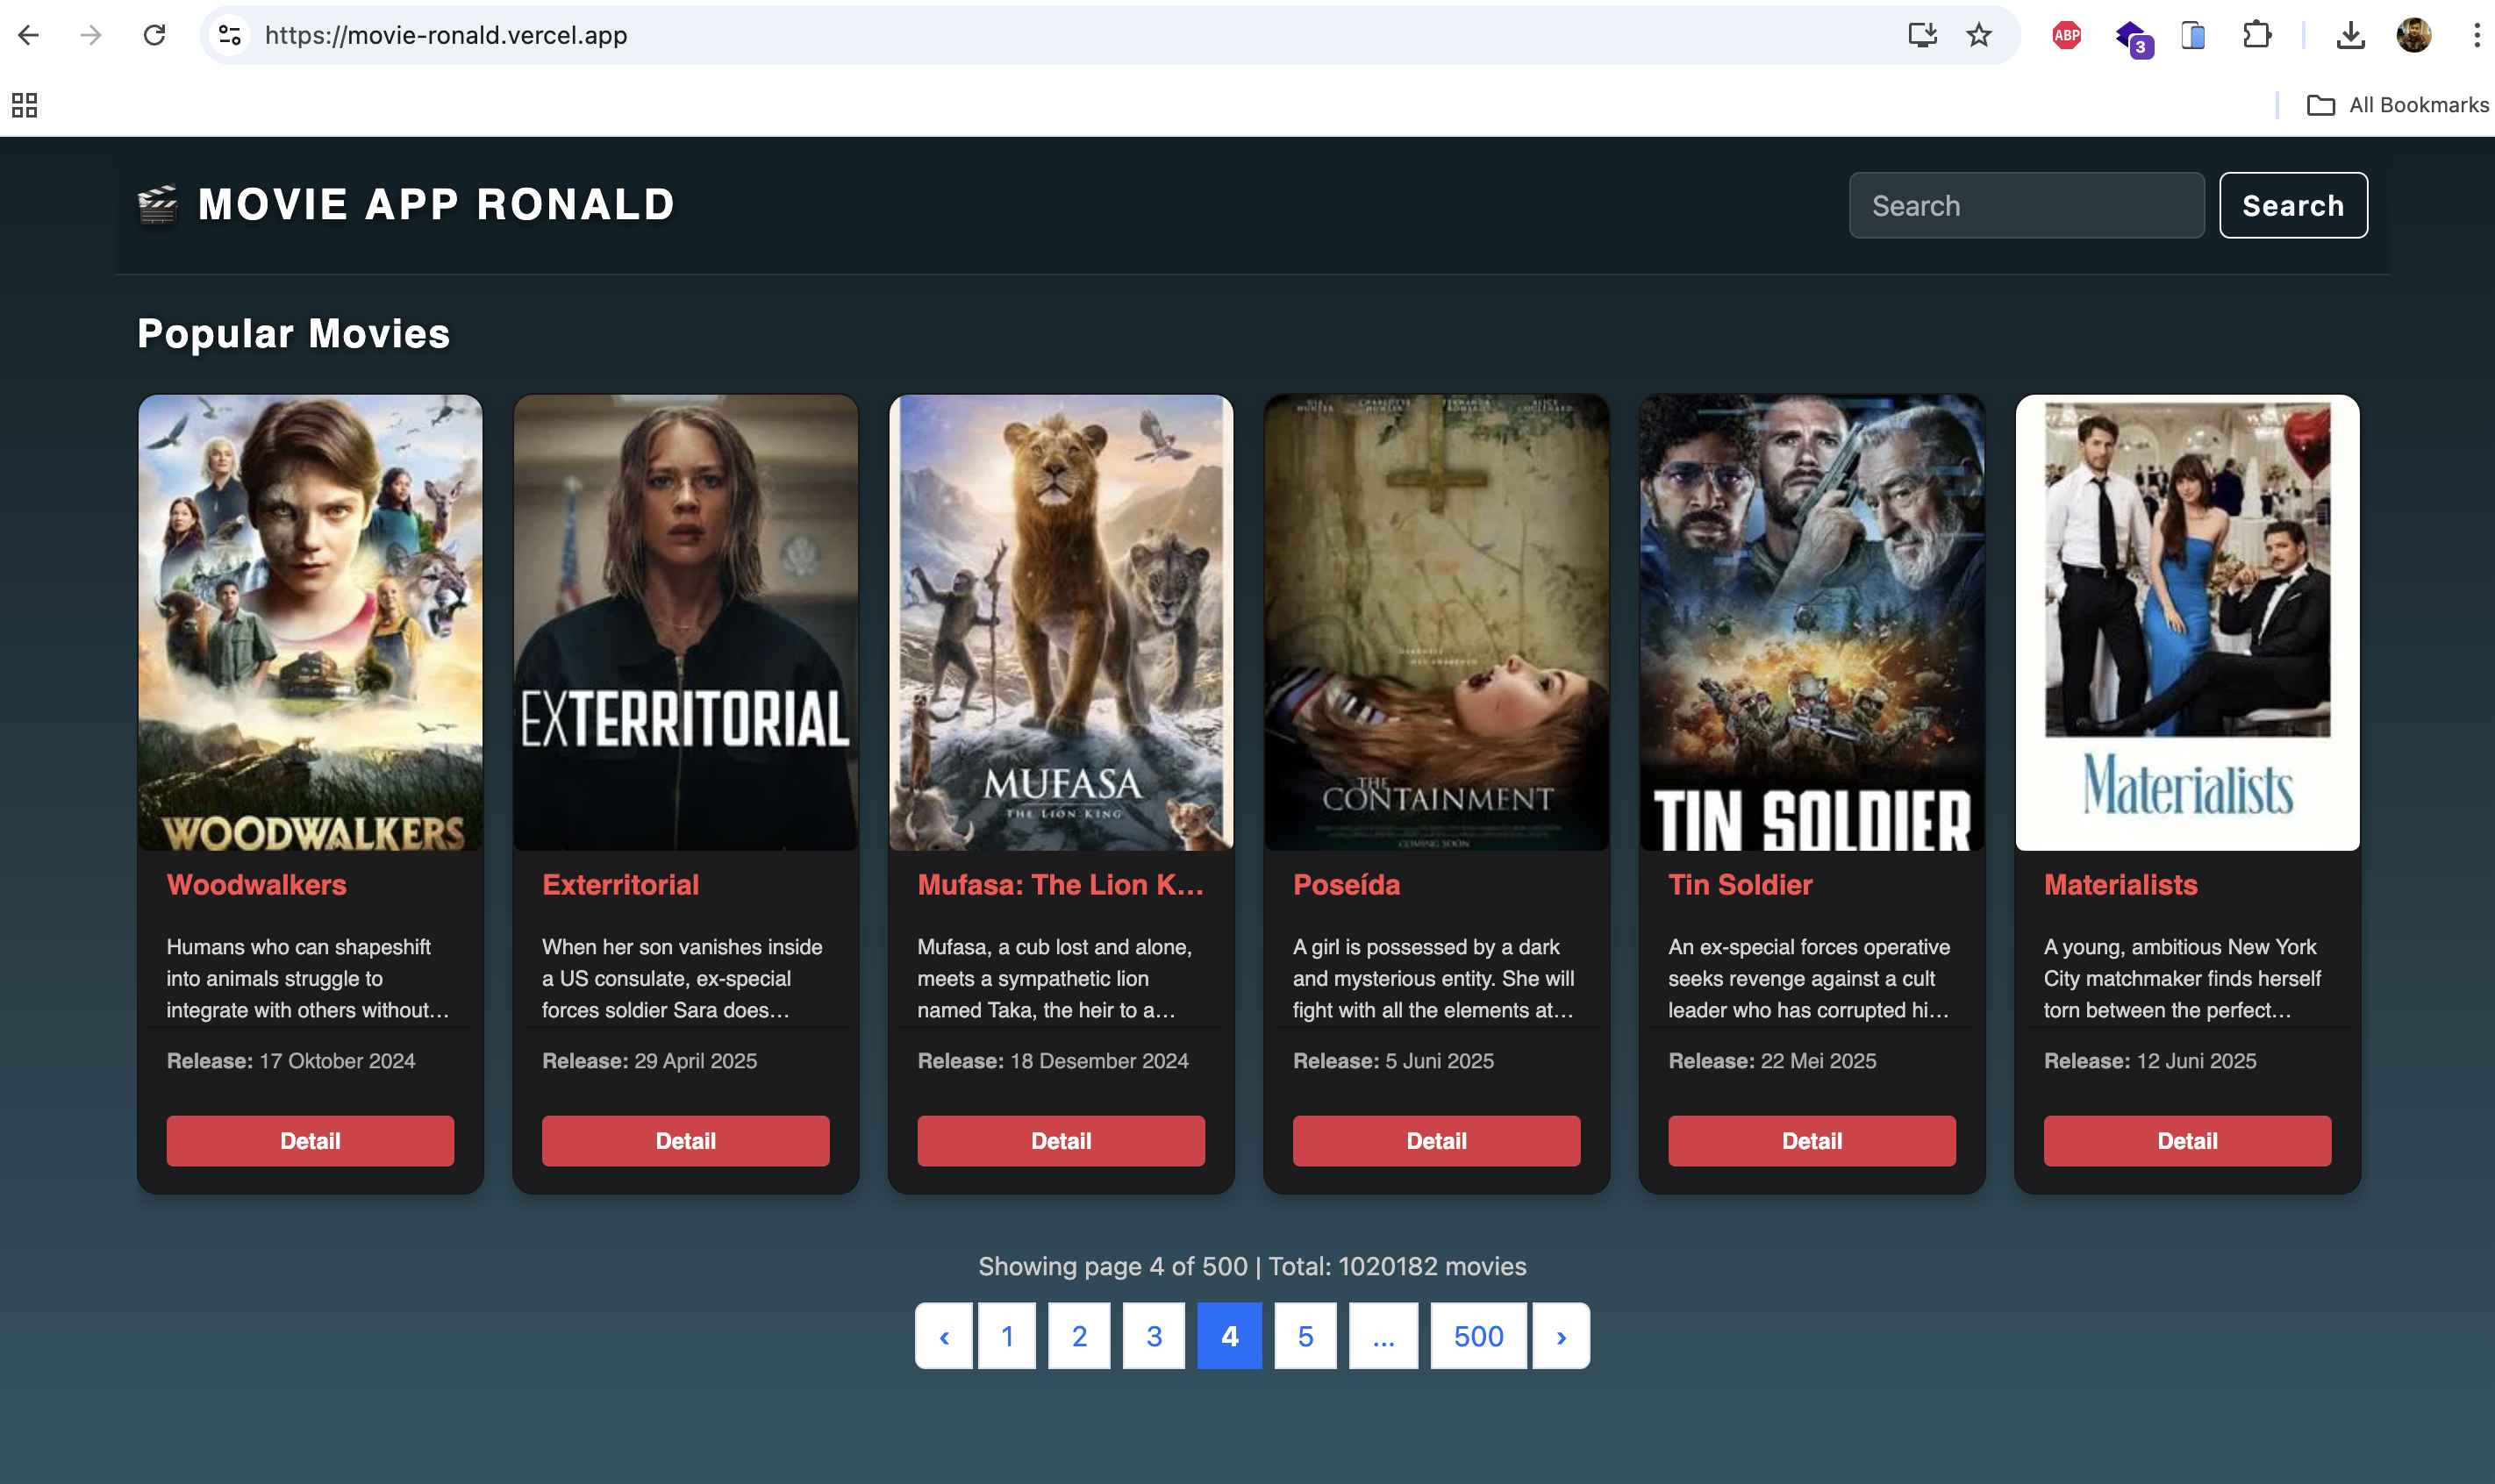 https://movie-ronald.vercel.app
ABP
3
All Bookmarks
MOVIE APP RONALD
Search
Search
Popular Movies
WOODWALKERS
EXTERRITORIAL
MUFASA
THE LION KING
THE
CONTAINMENT
COMING SOON
TIN SOLDIER
Materialists
Woodwalkers
Exterritorial
Mufasa: The Lion K...
Poseída
Tin Soldier
Materialists
Humans who can shapeshift
into animals struggle to
integrate with others without...
When her son vanishes inside
a US consulate, ex-special
forces soldier Sara does...
Mufasa, a cub lost and alone,
meets a sympathetic lion
named Taka, the heir to a...
A girl is possessed by a dark
and mysterious entity. She will
fight with all the elements at...
An ex-special forces operative
seeks revenge against a cult
leader who has corrupted hi...
A young, ambitious New York
City matchmaker finds herself
torn between the perfect...
Release: 17 Oktober 2024
Release: 29 April 2025
Release: 18 Desember 2024
Release: 5 Juni 2025
Release: 22 Mei 2025
Release: 12 Juni 2025
Detail
Detail
Detail
Detail
Detail
Detail
Showing page 4 of 500 | Total: 1020182 movies
‹ 1 2 3 4 5 ... 500 ›